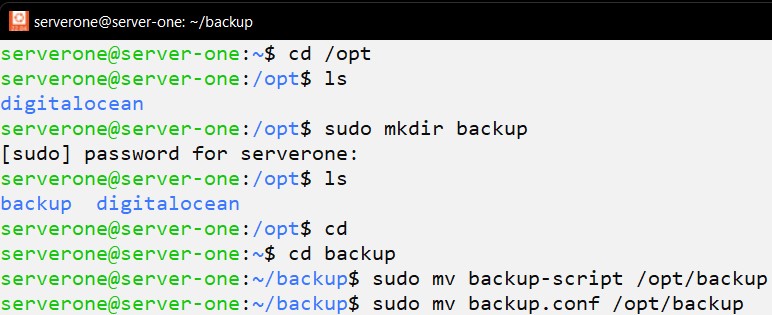 serverone@server-one: ~/backup
serverone@server-one:~$ cd /opt
serverone@server-one:/opt$ ls
digitalocean
serverone@server-one:/opt$ sudo mkdir backup
[sudo] password for serverone:
serverone@server-one:/opt$ ls
backup  digitalocean
serverone@server-one:/opt$ cd
serverone@server-one:~$ cd backup
serverone@server-one:~/backup$ sudo mv backup-script /opt/backup
serverone@server-one:~/backup$ sudo mv backup.conf /opt/backup